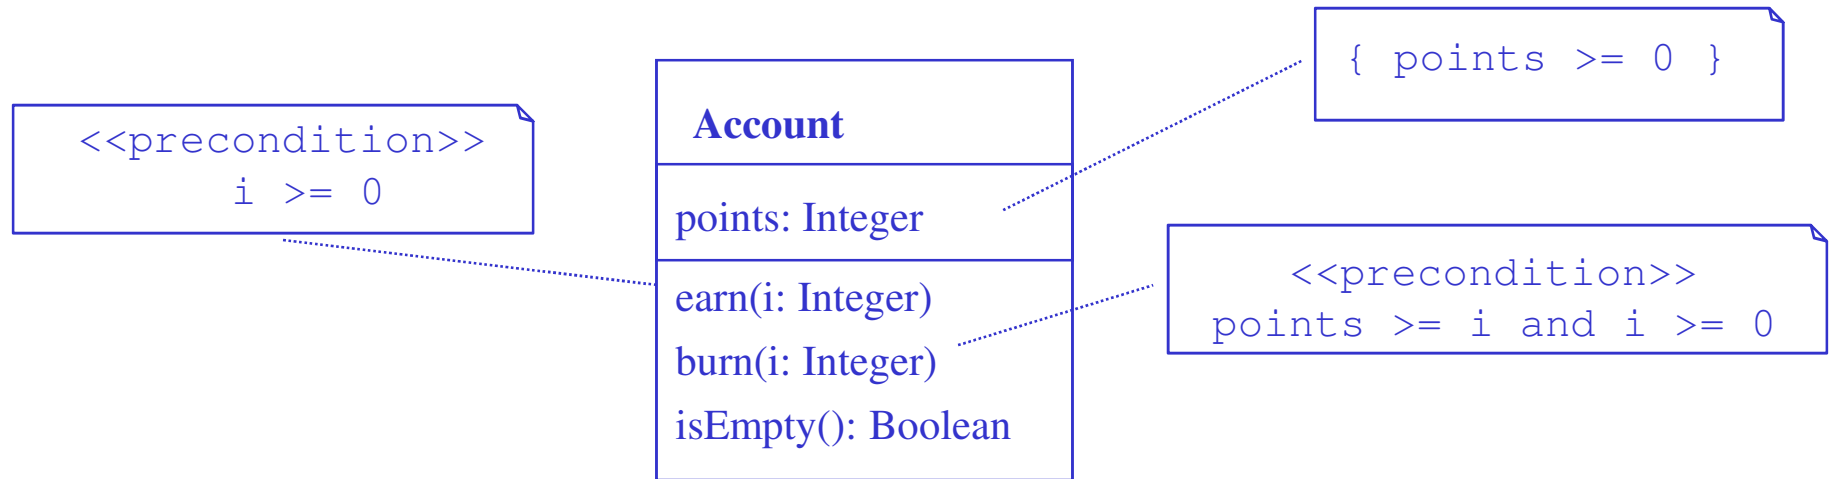 { points >= 0 }
<<precondition>>
i >= 0
Account
points: Integer
earn(i: Integer)
burn(i: Integer)
isEmpty(): Boolean
<<precondition>>
points >= i and i >= 0